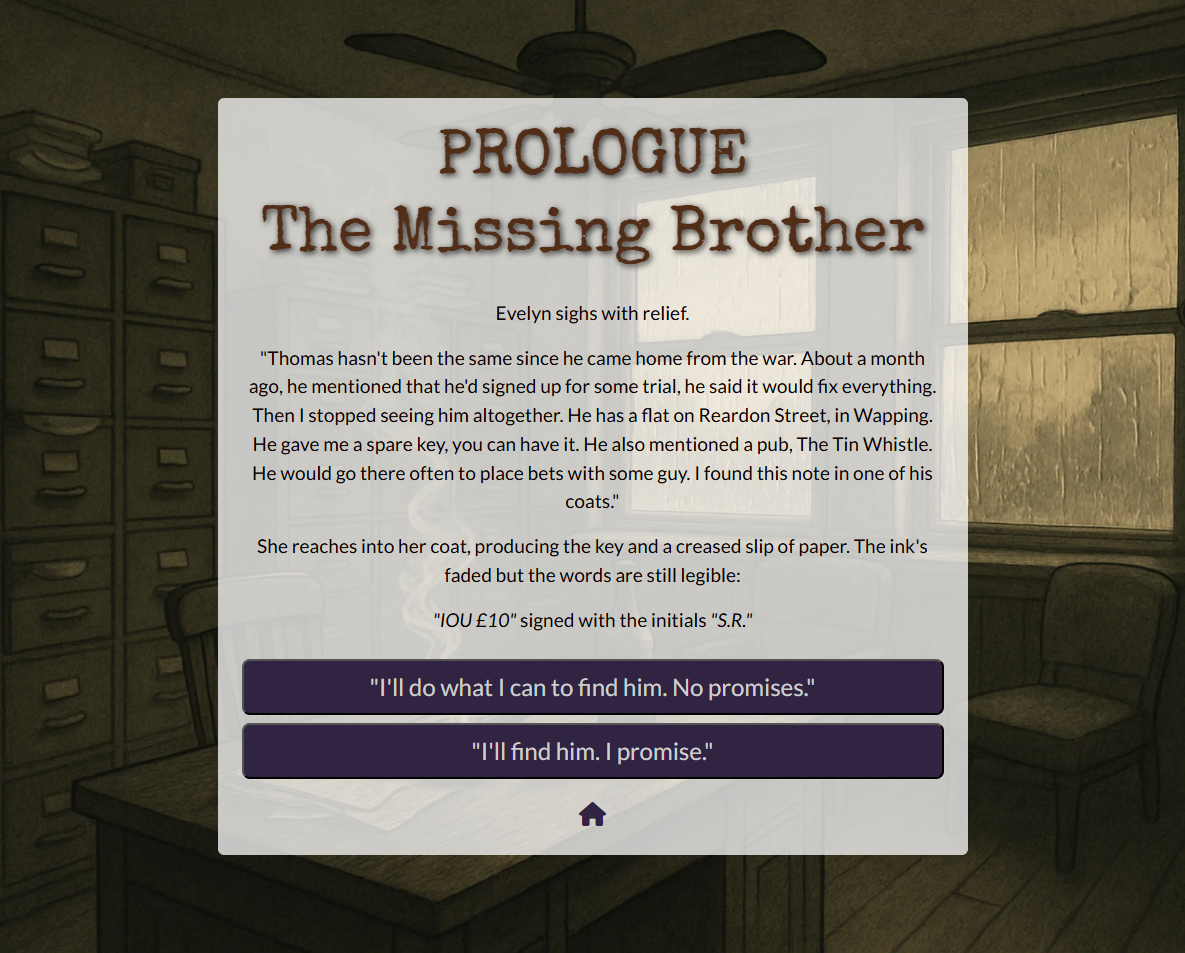 PROLOGUE
The Missing Brother
Evelyn sighs with relief.
"Thomas hasn't been the same since he came home from the war. About a month
ago, he mentioned that he'd signed up for some trial, he said it would fix everything.
Then I stopped seeing him altogether. He has a flat on Reardon Street, in Wapping.
He gave me a spare key, you can have it. He also mentioned a pub, The Tin Whistle.
He would go there often to place bets with some guy. I found this note in one of his
coats."
She reaches into her coat, producing the key and a creased slip of paper. The ink's
faded but the words are still legible:
"IOU £10" signed with the initials "S.R."
"I'll do what I can to find him. No promises."
"I'll find him. I promise."